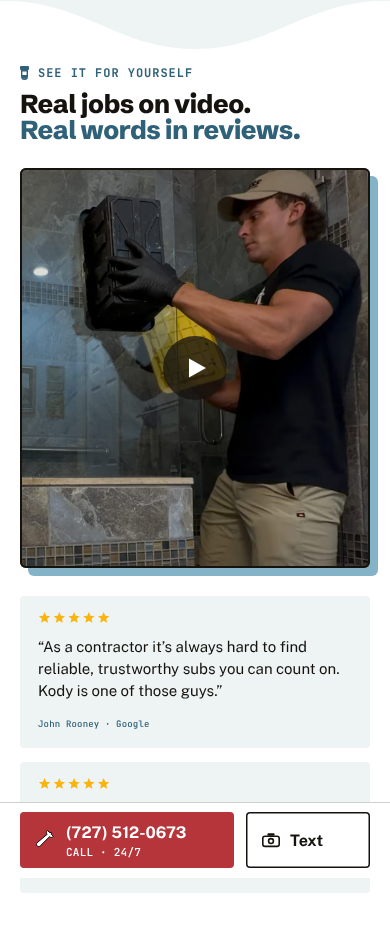 SEE IT FOR YOURSELF
Real jobs on video.
Real words in reviews.
“As a contractor it’s always hard to find
reliable, trustworthy subs you can count on.
Kody is one of those guys.”
John Rooney · Google
(727) 512-0673
CALL · 24/7
Text